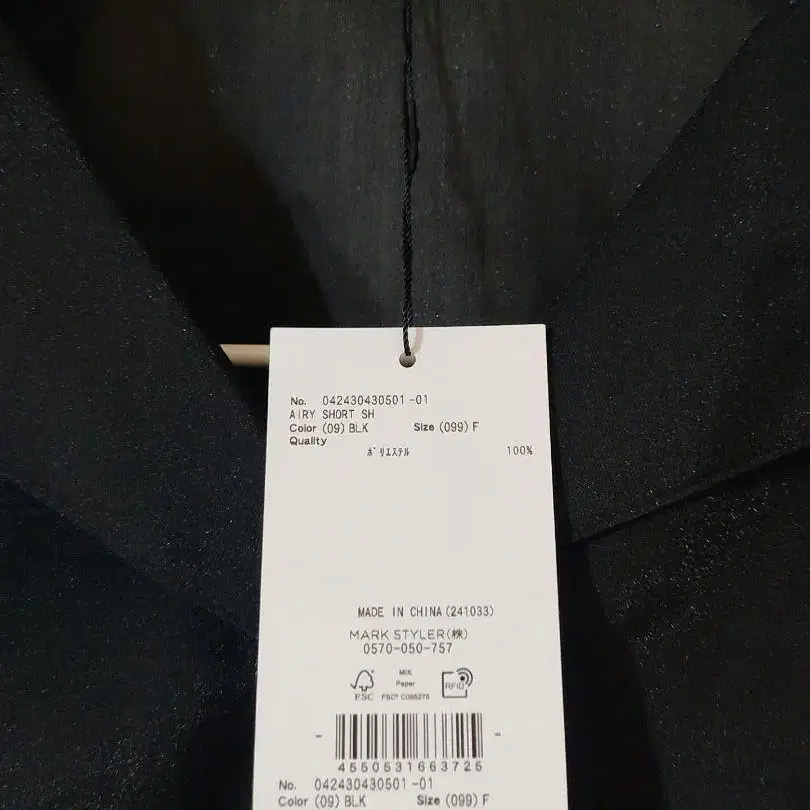 No. 042430430501-01
AIRY SHORT SH
Color (09) BLK Size (099) F
Quality
ﾎﾟﾘｴｽﾃﾙ 100%
MADE IN CHINA (241033)
MARK STYLER(株)
0570-050-757
FSC MIX Paper FSC® C095275 RFID
4550531663725
No. 042430430501-01
Color (09) BLK Size (099) F